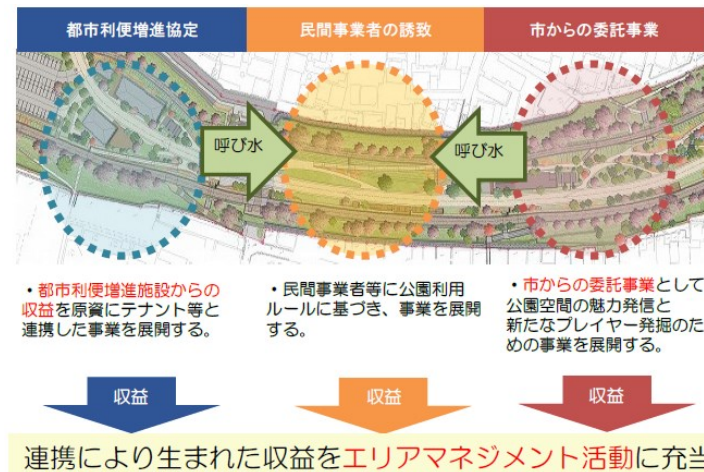 都市利便増進協定
民間事業者の誘致
市からの委託事業
呼び水
呼び水
・都市利便増進施設からの
収益を原資にテナント等と
連携した事業を展開する。
・民間事業者等に公園利用
ルールに基づき、事業を展開
する。
・市からの委託事業として
公園空間の魅力発信と
新たなプレイヤー発掘のた
めの事業を展開する。
収益
収益
収益
連携により生まれた収益をエリアマネジメント活動に充当